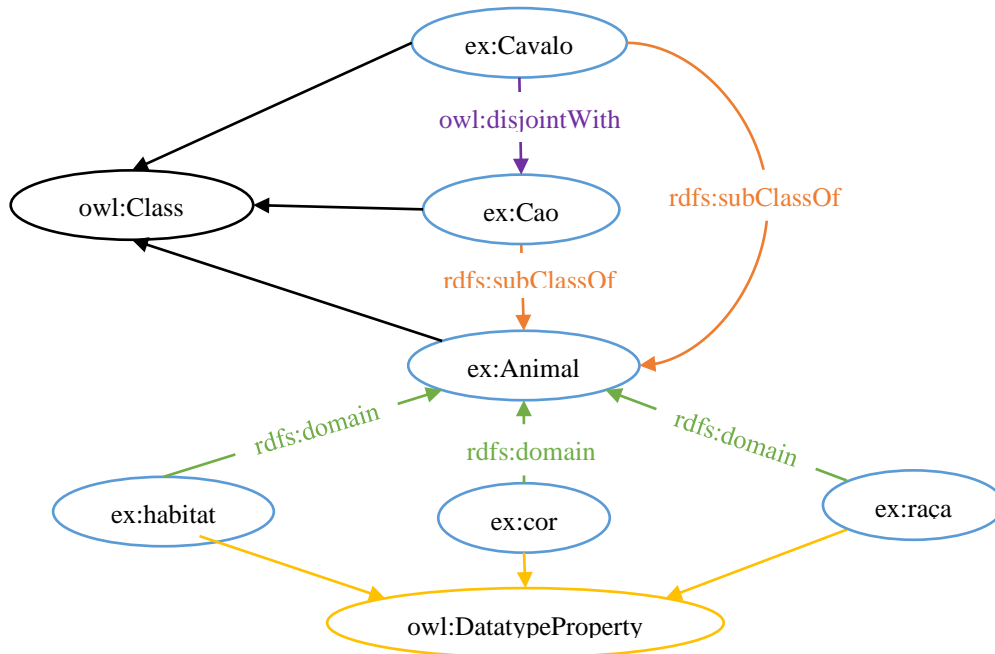 ex:Cavalo
owl:disjointWith
rdfs:subClassOf
owl:Class
ex:Cao
rdfs:subClassOf
ex:Animal
rdfs:domain
rdfs:domain
rdfs:domain
ex:habitat
ex:cor
ex:raça
owl:DatatypeProperty